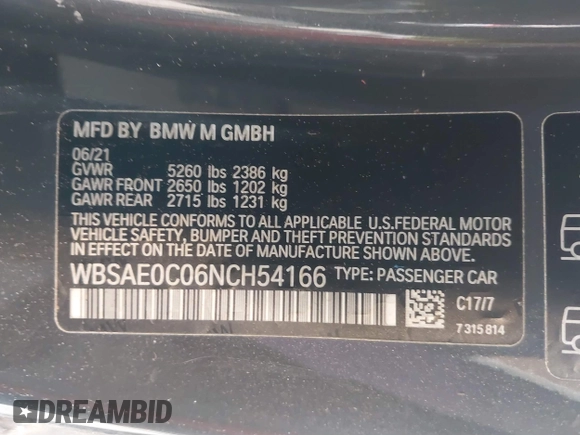 MFD BY BMW M GMBH
06/21
GVWR 5260 lbs 2386 kg
GAWR FRONT 2650 lbs 1202 kg
GAWR REAR 2715 lbs 1231 kg
THIS VEHICLE CONFORMS TO ALL APPLICABLE U.S.FEDERAL MOTOR
VEHICLE SAFETY, BUMPER, AND THEFT PREVENTION
STANDARDS IN EFFECT ON THE DATE OF MANUFACTURE SHOWN ABOVE.
WBSAE0C06NCH54166 TYPE: PASSENGER CAR
C17/7
7 315 814
DREAMBID